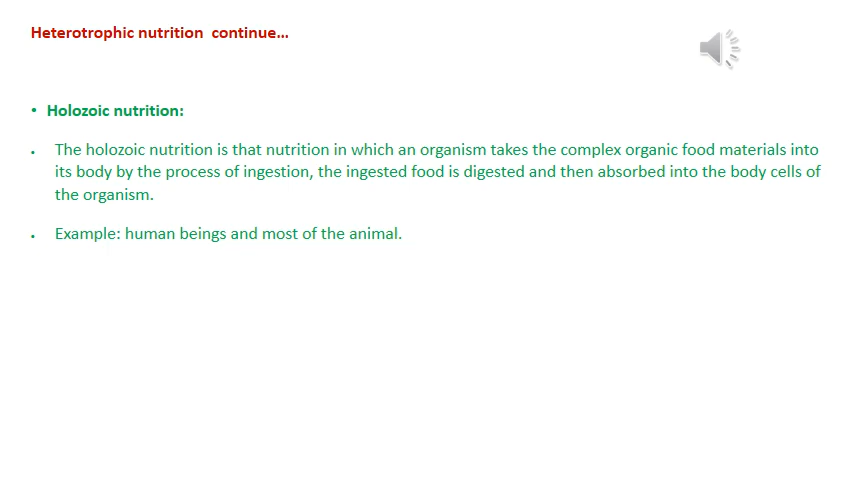 Heterotrophic nutrition  continue...
• Holozoic nutrition:
• The holozoic nutrition is that nutrition in which an organism takes the complex organic food materials into
its body by the process of ingestion, the ingested food is digested and then absorbed into the body cells of
the organism.
• Example: human beings and most of the animal.